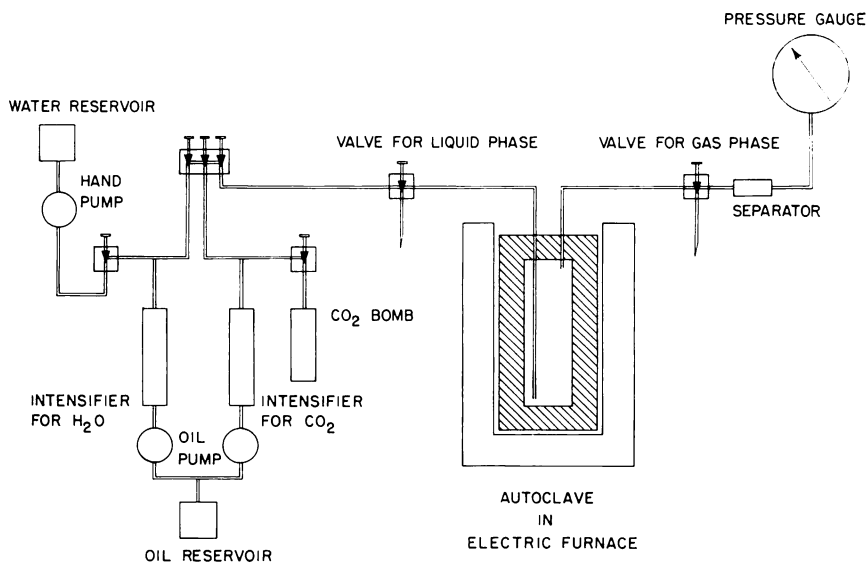 PRESSURE GAUGE
WATER RESERVOIR
VALVE FOR LIQUID PHASE
VALVE FOR GAS PHASE
HAND
PUMP
SEPARATOR
CO₂ BOMB
INTENSIFIER
FOR H₂O
INTENSIFIER
FOR CO₂
OIL
PUMP
OIL RESERVOIR
AUTOCLAVE
IN
ELECTRIC FURNACE